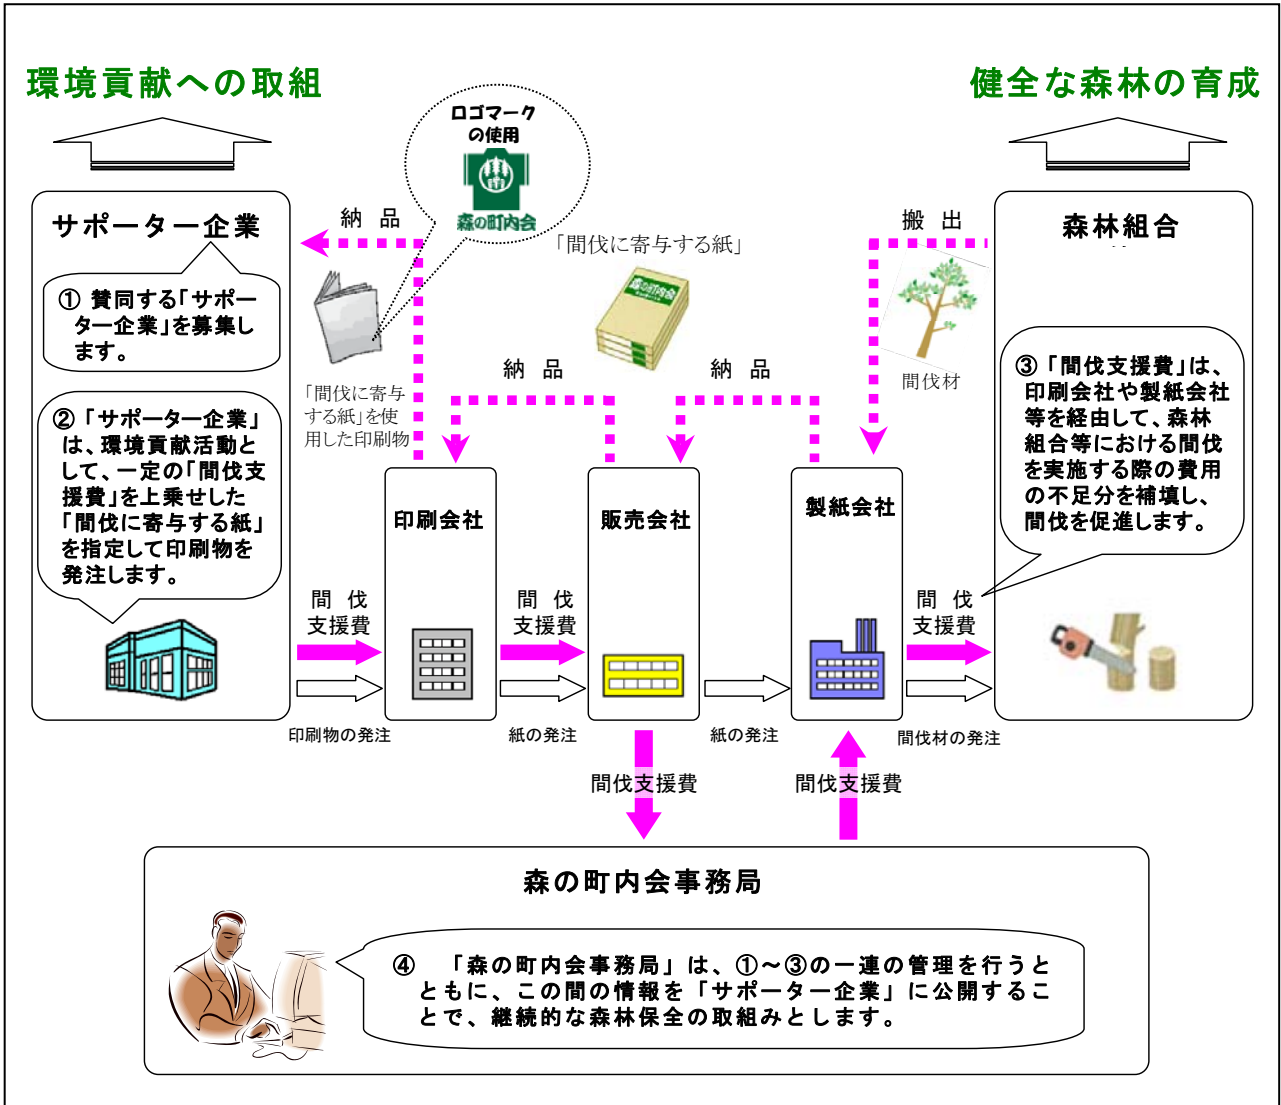 環境貢献への取組
健全な森林の育成
ロゴマーク
の使用
森の町内会
サポーター企業
納 品
「間伐に寄与する紙」
搬 出
森林組合
① 賛同する「サポー
ター企業」を募集し
ます。
森の町内会
間伐材
「間伐に寄与
する紙」を使
用した印刷物
納 品
納 品
② 「サポーター企業」
は、環境貢献活動と
して、一定の「間伐支
援費」を上乗せした
「間伐に寄与する紙」
を指定して印刷物を
発注します。
③ 「間伐支援費」は、
印刷会社や製紙会社
等を経由して、森林
組合等における間伐
を実施する際の費用
の不足分を補填し、
間伐を促進します。
印刷会社
販売会社
製紙会社
間 伐
支援費
間 伐
支援費
間 伐
支援費
印刷物の発注
紙の発注
紙の発注
間伐材の発注
間伐支援費
間伐支援費
森の町内会事務局
④ 「森の町内会事務局」は、①～③の一連の管理を行うと
ともに、この間の情報を「サポーター企業」に公開するこ
とで、継続的な森林保全の取組みとします。